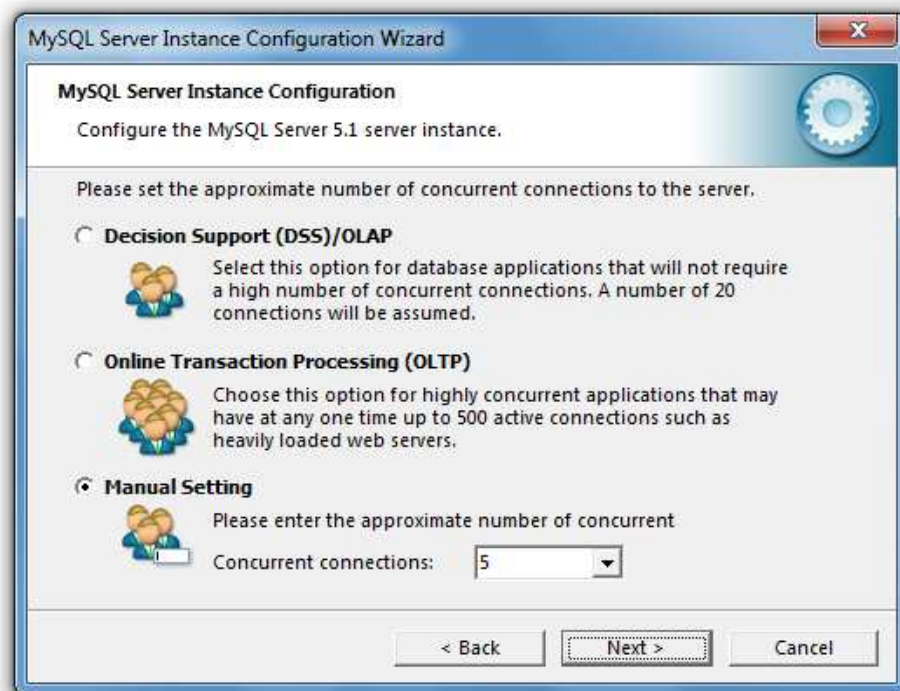 MySQL Server Instance Configuration Wizard
MySQL Server Instance Configuration
Configure the MySQL Server 5.1 server instance.
Please set the approximate number of concurrent connections to the server.
Decision Support (DSS)/OLAP
Select this option for database applications that will not require
a high number of concurrent connections. A number of 20
connections will be assumed.
Online Transaction Processing (OLTP)
Choose this option for highly concurrent applications that may
have at any one time up to 500 active connections such as
heavily loaded web servers.
Manual Setting
Please enter the approximate number of concurrent
Concurrent connections: 5
< Back Next > Cancel